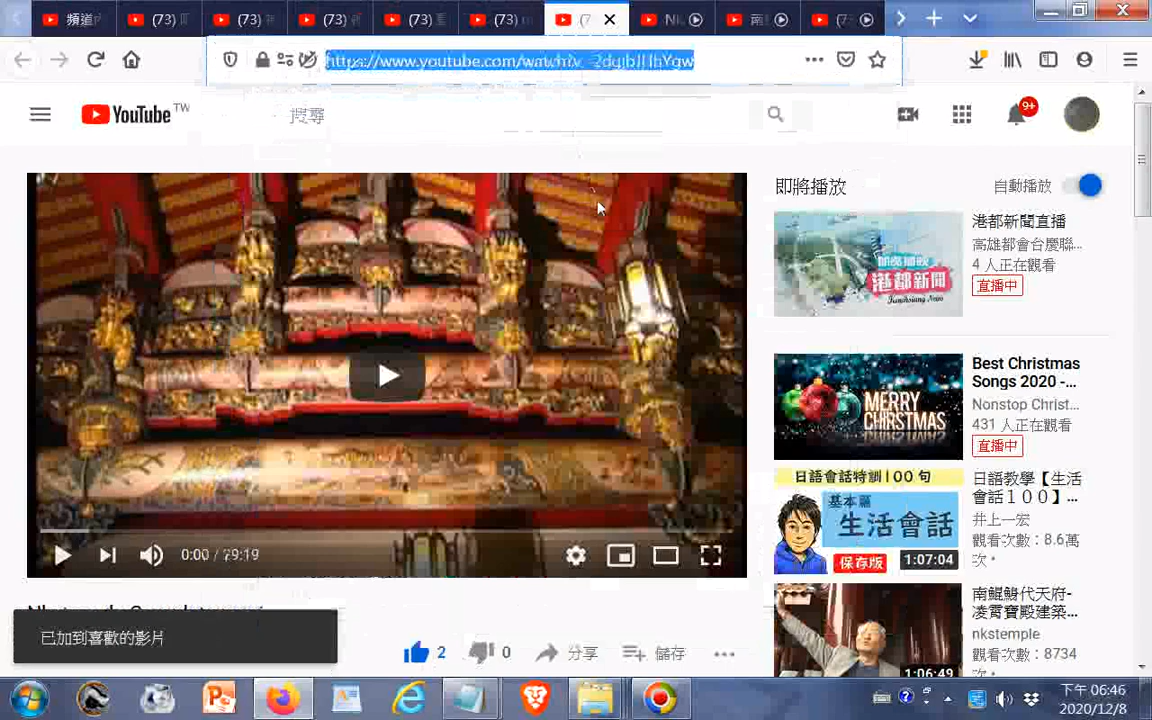 (73)
(73)
(73)
(73)
(73)
(73)
YouTube TW
搜尋
9+
即將播放
自動播放
港都新聞
港都新聞直播
高雄都會台慶聯...
4 人正在觀看
直播中
MERRY
CHRISTMAS
Best Christmas
Songs 2020 -...
Nonstop Christ...
431 人正在觀看
直播中
日語會話特訓100 句
基本篇
生活會話
保存版
1:07:04
日語教學【生活
會話１００】...
井上一宏
觀看次數：8.6萬
次 •
1:06:49
南鯤鯓代天府-
凌霄寶殿建築...
nkstemple
觀看次數：8734
0:00 / 29:19
已加到喜歡的影片
2
0
分享
儲存
下午 06:46
2020/12/8